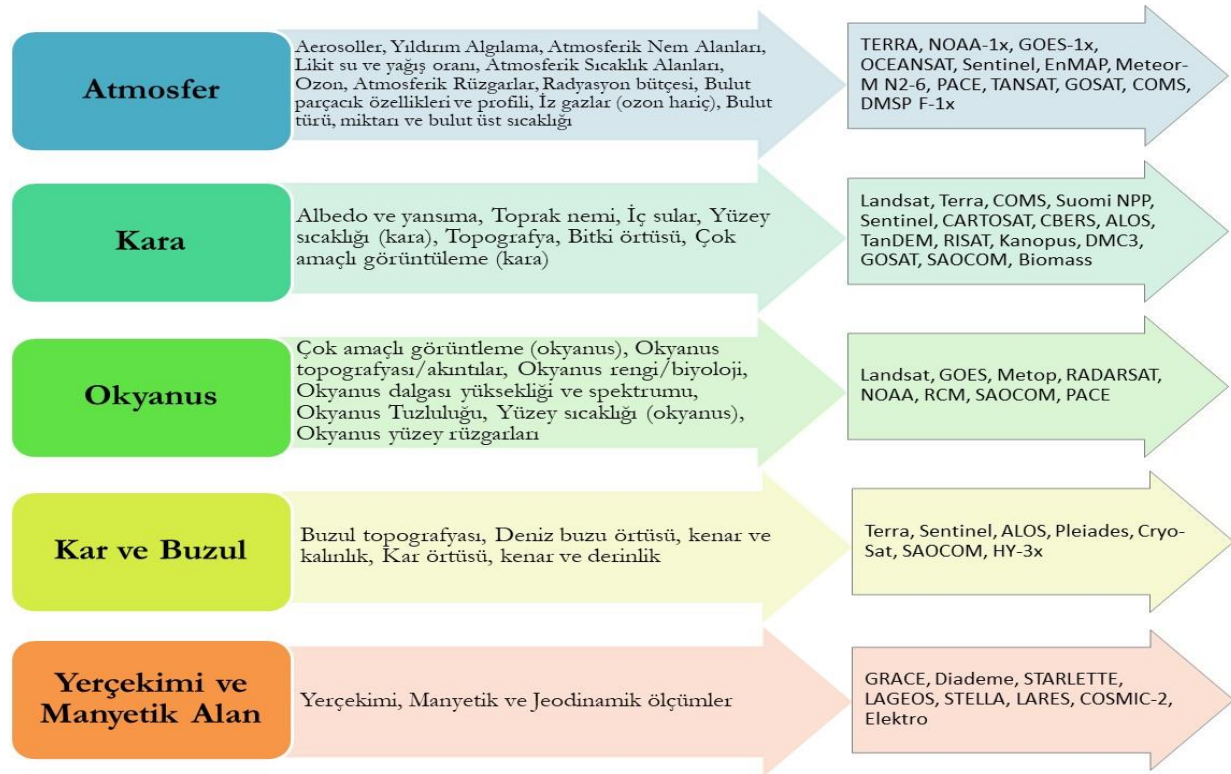 Atmosfer
Aerosoller, Yıldırım Algılama, Atmosferik Nem Alanları,
Likit su ve yağış oranı, Atmosferik Sıcaklık Alanları,
Ozon, Atmosferik Rüzgarlar, Radyasyon bütçesi, Bulut
parçacık özellikleri ve profili, İz gazlar (ozon hariç), Bulut
türü, miktarı ve bulut üst sıcaklığı
TERRA, NOAA-1x, GOES-1x,
OCEANSAT, Sentinel, EnMAP, Meteor-
M N2-6, PACE, TANSAT, GOSAT, COMS,
DMSP F-1x
Kara
Albedo ve yansıma, Toprak nemi, İç sular, Yüzey
sıcaklığı (kara), Topografya, Bitki örtüsü, Çok
amaçlı görüntüleme (kara)
Landsat, Terra, COMS, Suomi NPP,
Sentinel, CARTOSAT, CBERS, ALOS,
TanDEM, RISAT, Kanopus, DMC3,
GOSAT, SAOCOM, Biomass
Okyanus
Çok amaçlı görüntleme (okyanus), Okyanus
topografyası/akıntılar, Okyanus rengi/biyoloji,
Okyanus dalgası yüksekliği ve spektrumu,
Okyanus Tuzluluğu, Yüzey sıcaklığı (okyanus),
Okyanus yüzey rüzgarları
Landsat, GOES, Metop, RADARSAT,
NOAA, RCM, SAOCOM, PACE
Kar ve Buzul
Buzul topografyası, Deniz buzu örtüsü, kenar ve
kalınlık, Kar örtüsü, kenar ve derinlik
Terra, Sentinel, ALOS, Pleiades, Cryo-
Sat, SAOCOM, HY-3x
Yerçekimi ve
Manyetik Alan
Yerçekimi, Manyetik ve Jeodinamik ölçümler
GRACE, Diademe, STARLETTE,
LAGEOS, STELLA, LARES, COSMIC-2,
Elektro